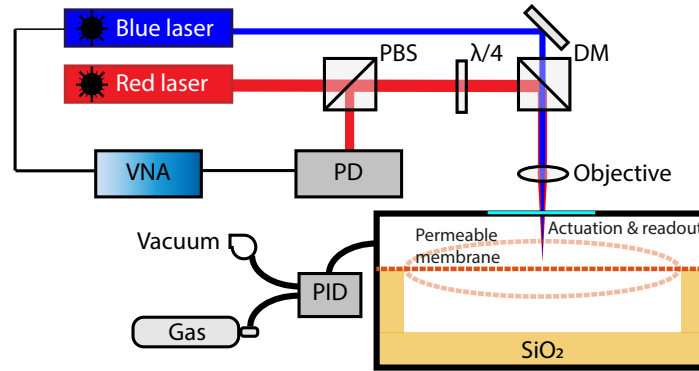 Blue laser
Red laser
PBS
λ/4
DM
VNA
PD
Objective
Vacuum
Actuation & readout
Permeable
membrane
PID
Gas
SiO₂